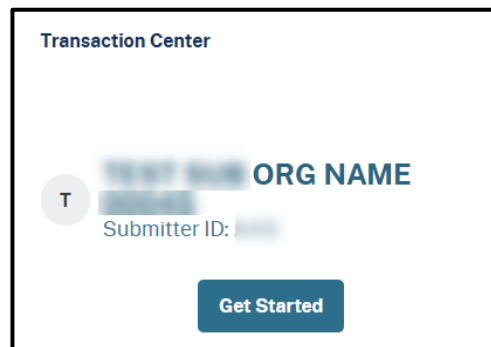 Transaction Center
T
ORG NAME
Submitter ID:
Get Started